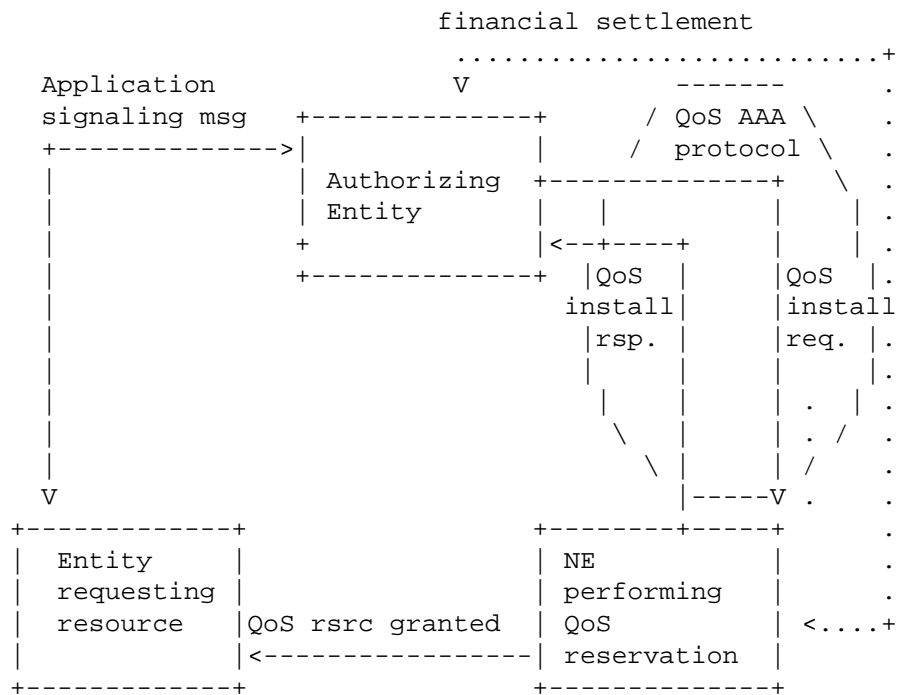 financial settlement
Application
signaling msg
QoS AAA
protocol
Authorizing
Entity
QoS
install
rsp.
QoS
install
req.
V
V
V
Entity
requesting
resource
QoS rsrc granted
NE
performing
QoS
reservation